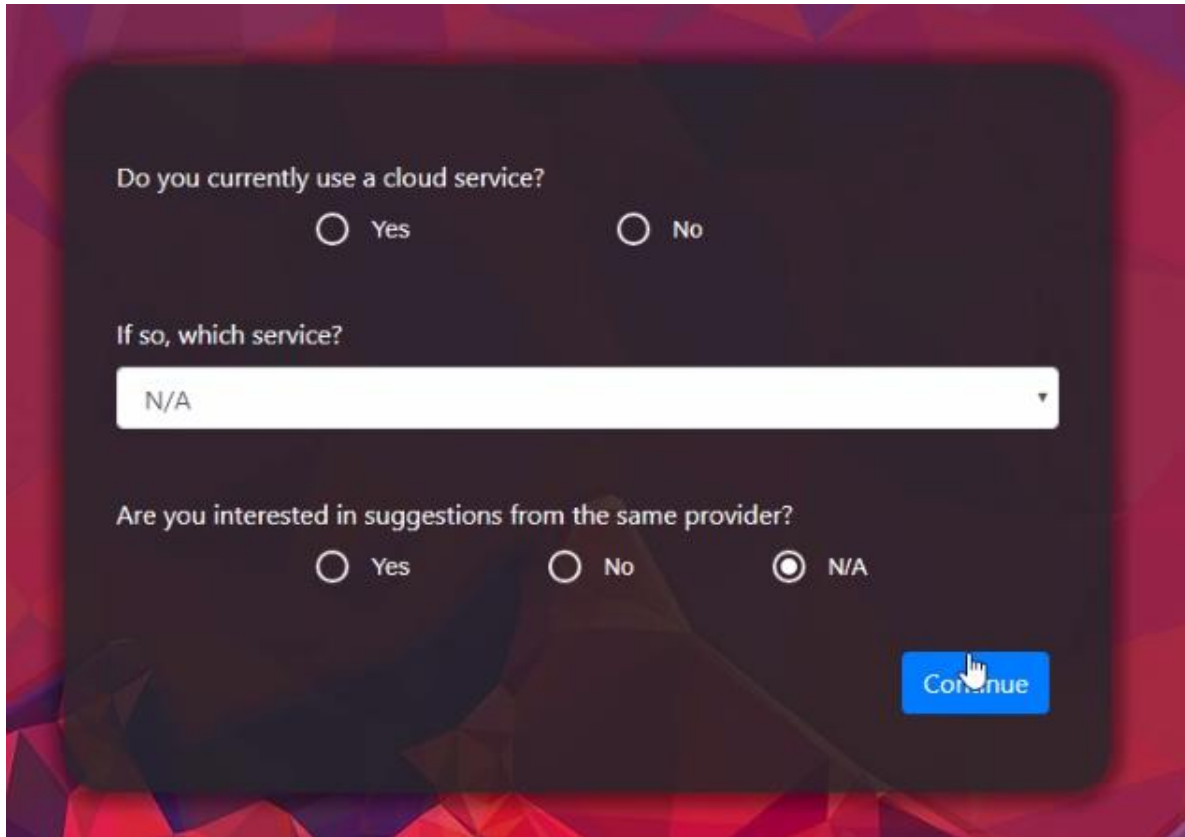 Do you currently use a cloud service?
Yes No
If so, which service?
N/A
Are you interested in suggestions from the same provider?
Yes No N/A
Continue